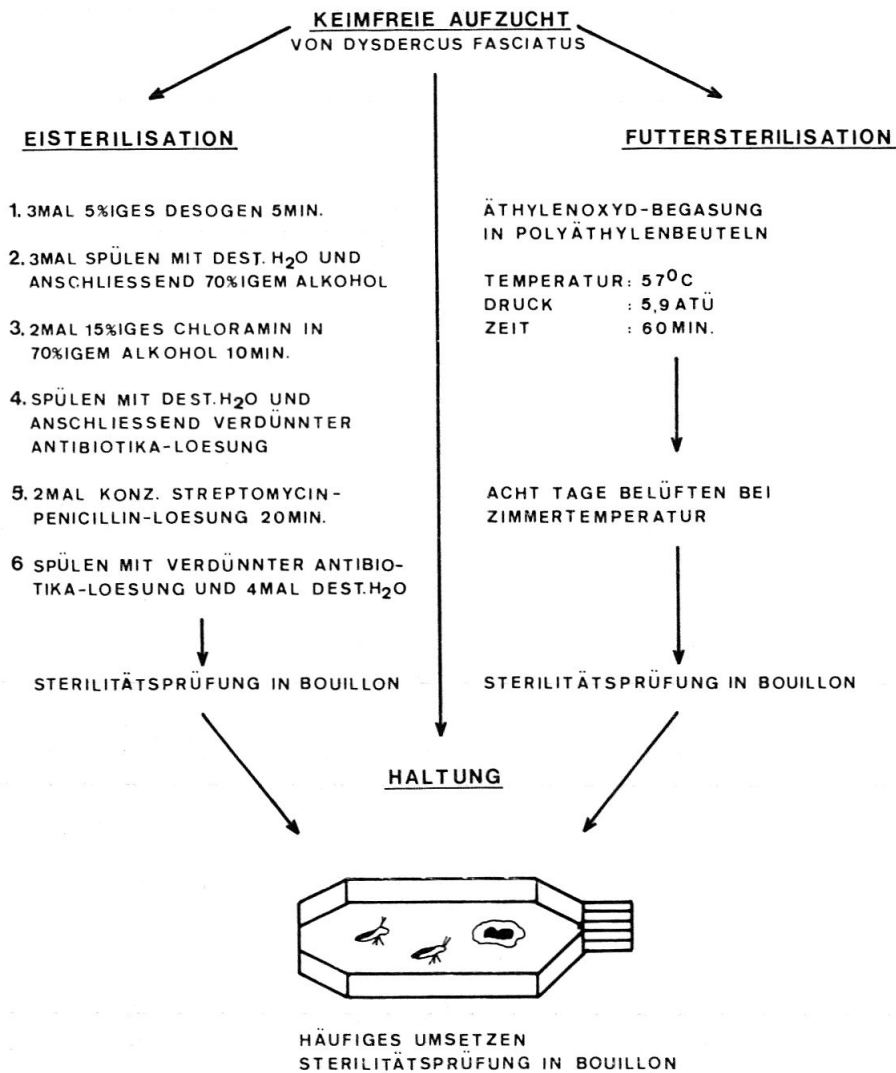 KEIMFREIE AUFZUCHT
VON DYSDERCUS FASCIATUS
EISTERILISATION
1. 3MAL 5%IGES DESOGEN 5MIN.
2. 3MAL SPÜLEN MIT DEST. H₂O UND
ANSCHLIESSEND 70%IGEM ALKOHOL
3. 2MAL 15%IGES CHLORAMIN IN
70%IGEM ALKOHOL 10MIN.
4. SPÜLEN MIT DEST. H₂O UND
ANSCHLIESSEND VERDÜNNTER
ANTIBIOTIKA-LOESUNG
5. 2MAL KONZ. STREPTOMYCIN-
PENICILLIN-LOESUNG 20MIN.
6 SPÜLEN MIT VERDÜNNTER ANTIBIO-
TIKA-LOESUNG UND 4MAL DEST. H₂O
STERILITÄTSPRÜFUNG IN BOUILLON
FUTTERSTERILISATION
ÄTHYLENOXYD-BEGASUNG
IN POLYÄTHYLENBEUTELN
TEMPERATUR: 57⁰C
DRUCK : 5,9 ATÜ
ZEIT : 60MIN.
ACHT TAGE BELÜFTEN BEI
ZIMMERTEMPERATUR
STERILITÄTSPRÜFUNG IN BOUILLON
HALTUNG
HÄUFIGES UMSETZEN
STERILITÄTSPRÜFUNG IN BOUILLON